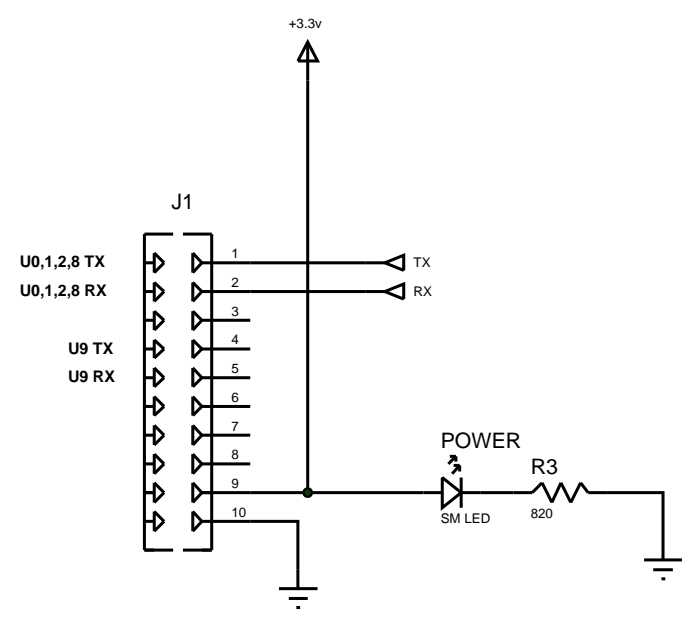 +3.3v
J1
U0,1,2,8 TX 1 TX
U0,1,2,8 RX 2 RX
3
U9 TX 4
U9 RX 5
6
7
POWER
8 R3
9
SM LED 820
10